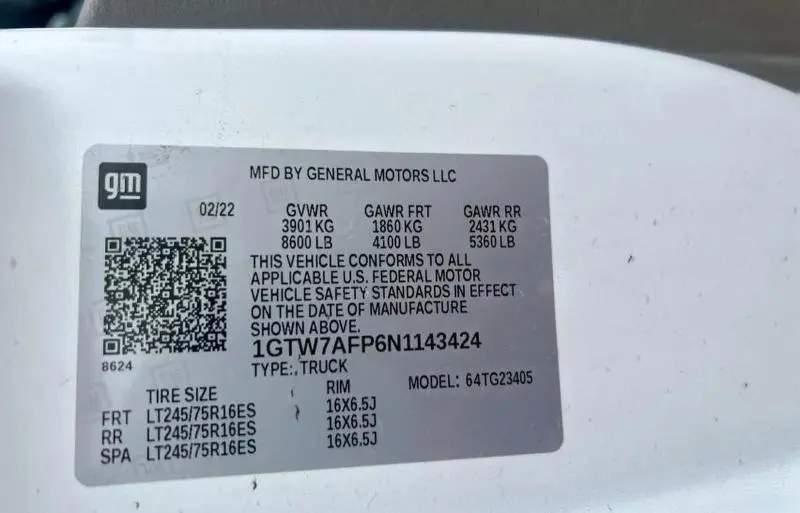 gm
MFD BY GENERAL MOTORS LLC
02/22 GVWR GAWR FRT GAWR RR
3901 KG 1860 KG 2431 KG
8600 LB 4100 LB 5360 LB
THIS VEHICLE CONFORMS TO ALL
APPLICABLE U.S. FEDERAL MOTOR
VEHICLE SAFETY STANDARDS IN EFFECT
ON THE DATE OF MANUFACTURE
SHOWN ABOVE.
1GTW7AFP6N1143424
8624
TYPE:, TRUCK
MODEL: 64TG23405
TIRE SIZE RIM
FRT LT245/75R16ES 16X6.5J
RR LT245/75R16ES 16X6.5J
SPA LT245/75R16ES 16X6.5J